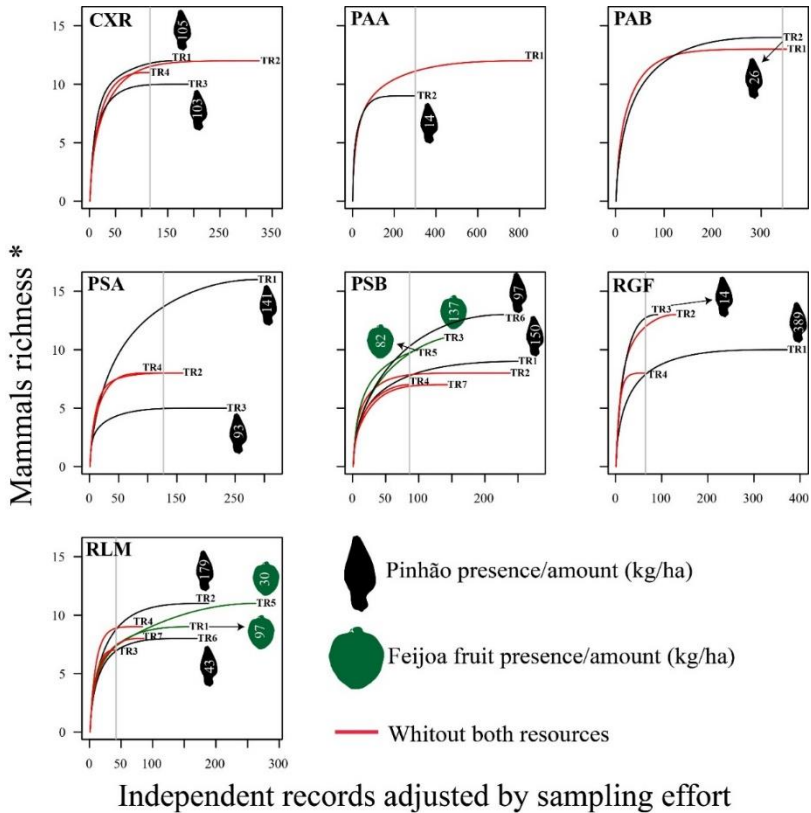 CXR
105
TR1
TR2
TR4
TR3
103
15
10
5
0
0 50 150 250 350
PAA
TR1
TR2
14
0 200 400 600 800
PAB
TR2
TR1
26
0 100 200 300
Mammals richness *
PSA
TR1
141
TR4
TR2
TR3
93
15
10
5
0
0 50 150 250
PSB
97
137
82
TR6
150
TR3
TR5
TR1
TR2
TR4
TR7
0 100 200 300
RGF
14
TR3
TR2
389
TR1
TR4
0 100 200 300 400
RLM
179
30
TR2
TR5
TR4
TR1
97
TR7
TR6
TR3
43
15
10
5
0
0 50 100 200 300
Pinhão presence/amount (kg/ha)
Feijoa fruit presence/amount (kg/ha)
Whitout both resources
Independent records adjusted by sampling effort